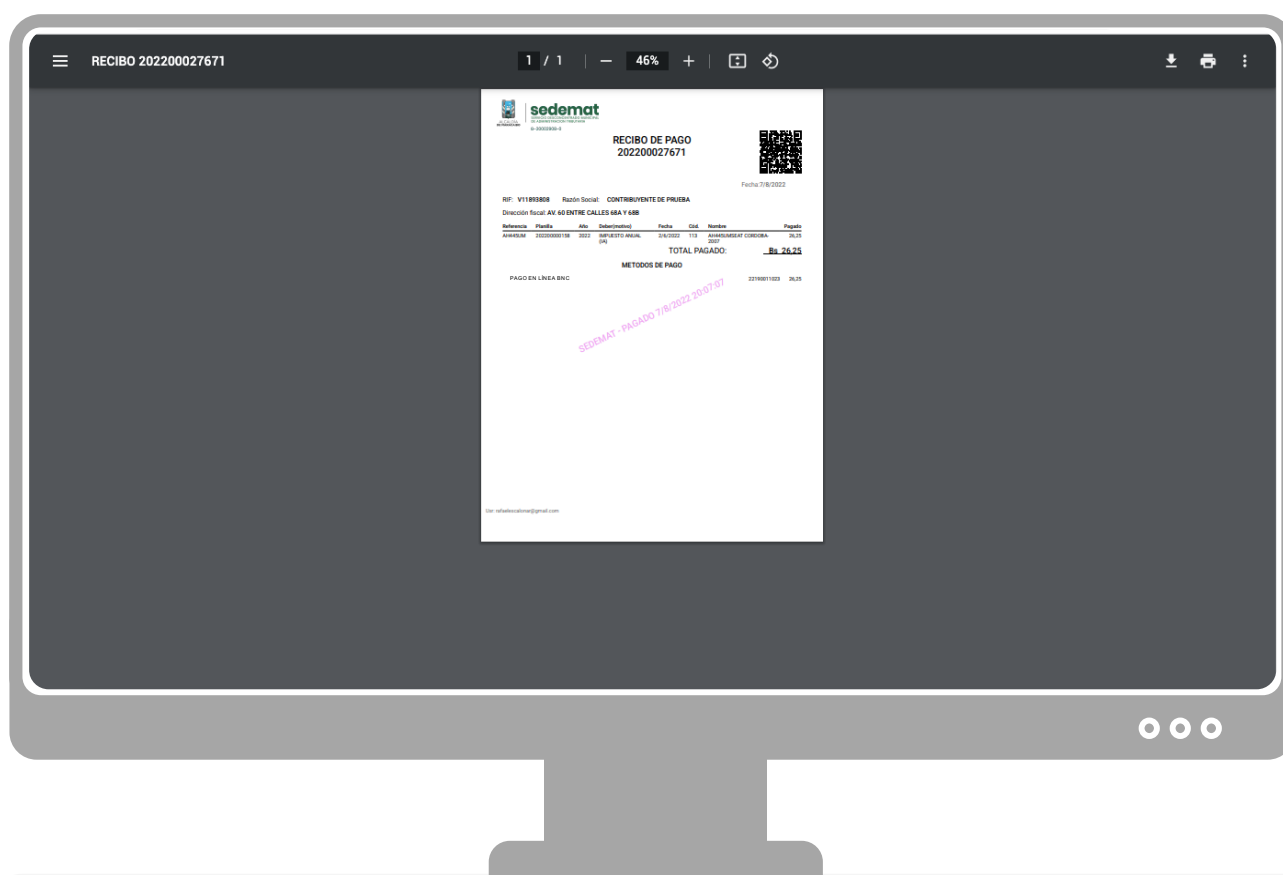 RECIBO 202200027671
1 / 1
46%
sedemat
RECIBO DE PAGO
202200027671
Fecha:7/8/2022
RIF: V11893808 Razón Social: CONTRIBUYENTE DE PRUEBA
Dirección fiscal: AV. 60 ENTRE CALLES 68A Y 68B
Referencia Planilla Año Deber(motivo) Fecha Cód. Nombre Pagado
AH445UM 202200000158 2022 IMPUESTO ANUAL 2/6/2022 113 AH445UMSEAT CORDOBA- 26,25
(IA) 2007
TOTAL PAGADO: Bs 26,25
METODOS DE PAGO
PAGO EN LÍNEA BNC 22190011023 26,25
SEDEMAT - PAGADO 7/8/2022 20:07:07